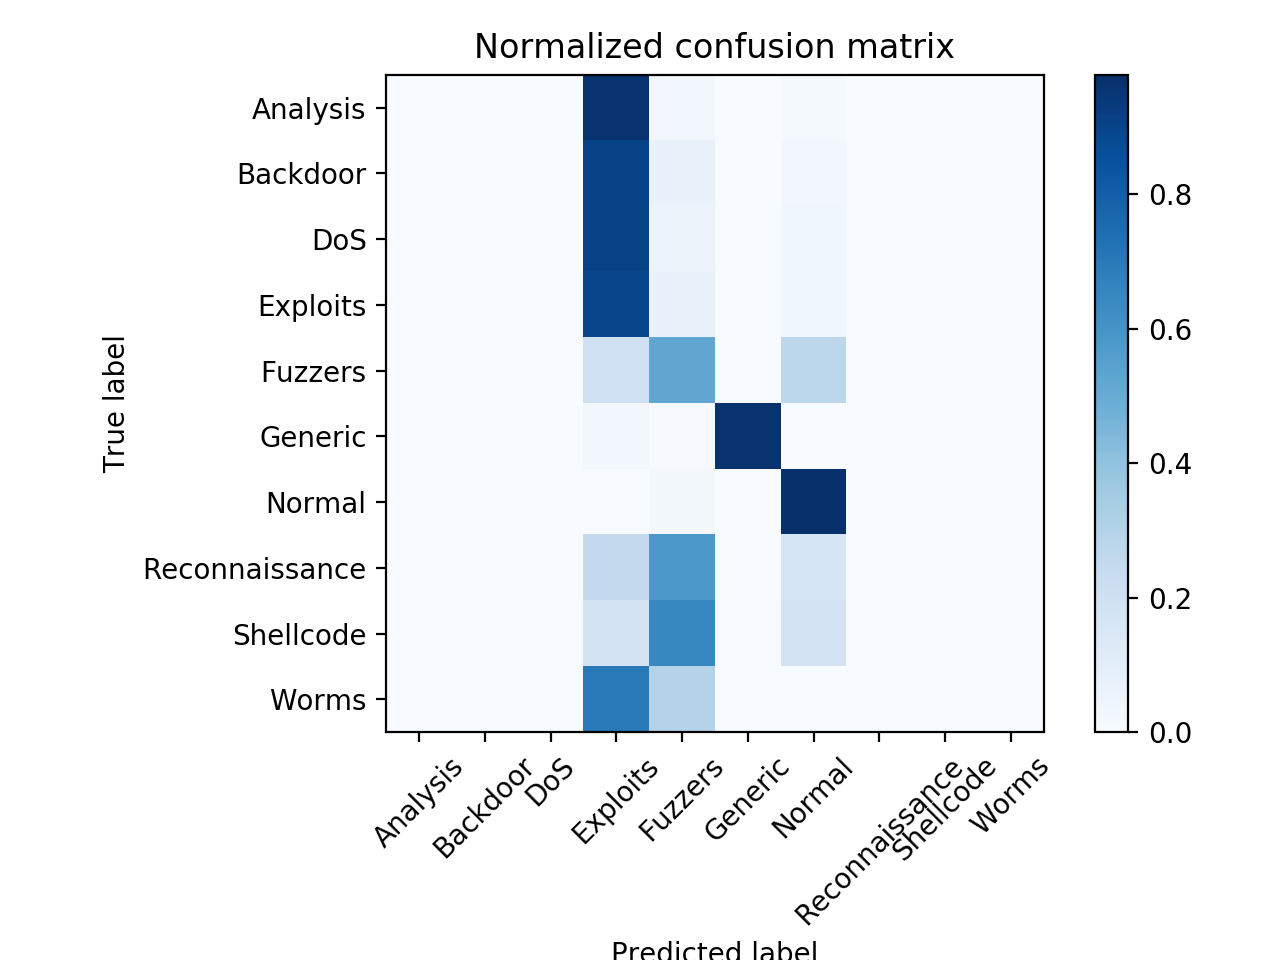 Normalized confusion matrix
True label
Analysis
Backdoor
DoS
Exploits
Fuzzers
Generic
Normal
Reconnaissance
Shellcode
Worms
Analysis
Backdoor
DoS
Exploits
Fuzzers
Generic
Normal
Reconnaissance
Shellcode
Worms
Predicted label
0.8
0.6
0.4
0.2
0.0